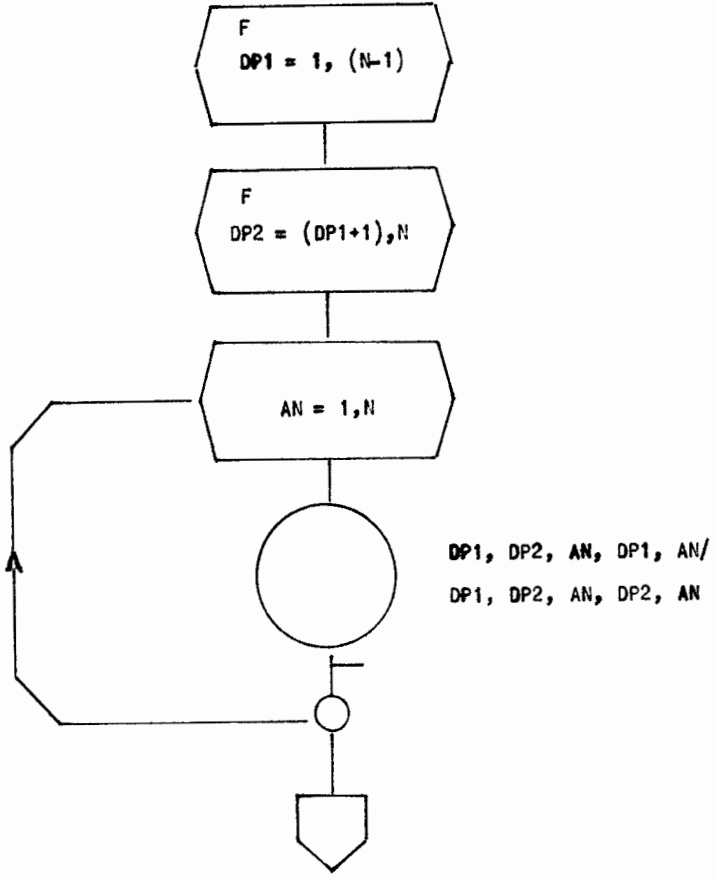 F
DP1 = 1, (N-1)
F
DP2 = (DP1+1),N
AN = 1,N
DP1, DP2, AN, DP1, AN/
DP1, DP2, AN, DP2, AN